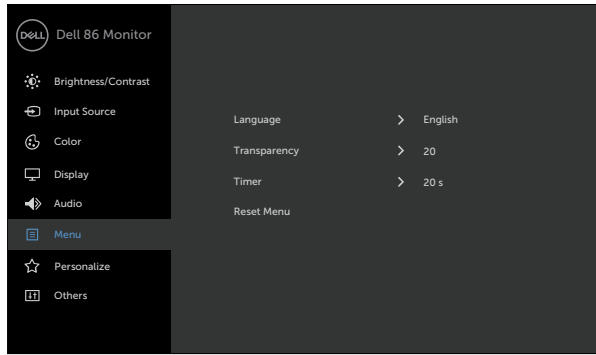 DELL Dell 86 Monitor
Brightness/Contrast
Input Source
Color
Display
Audio
Menu
Personalize
Others
Language > English
Transparency > 20
Timer > 20 s
Reset Menu